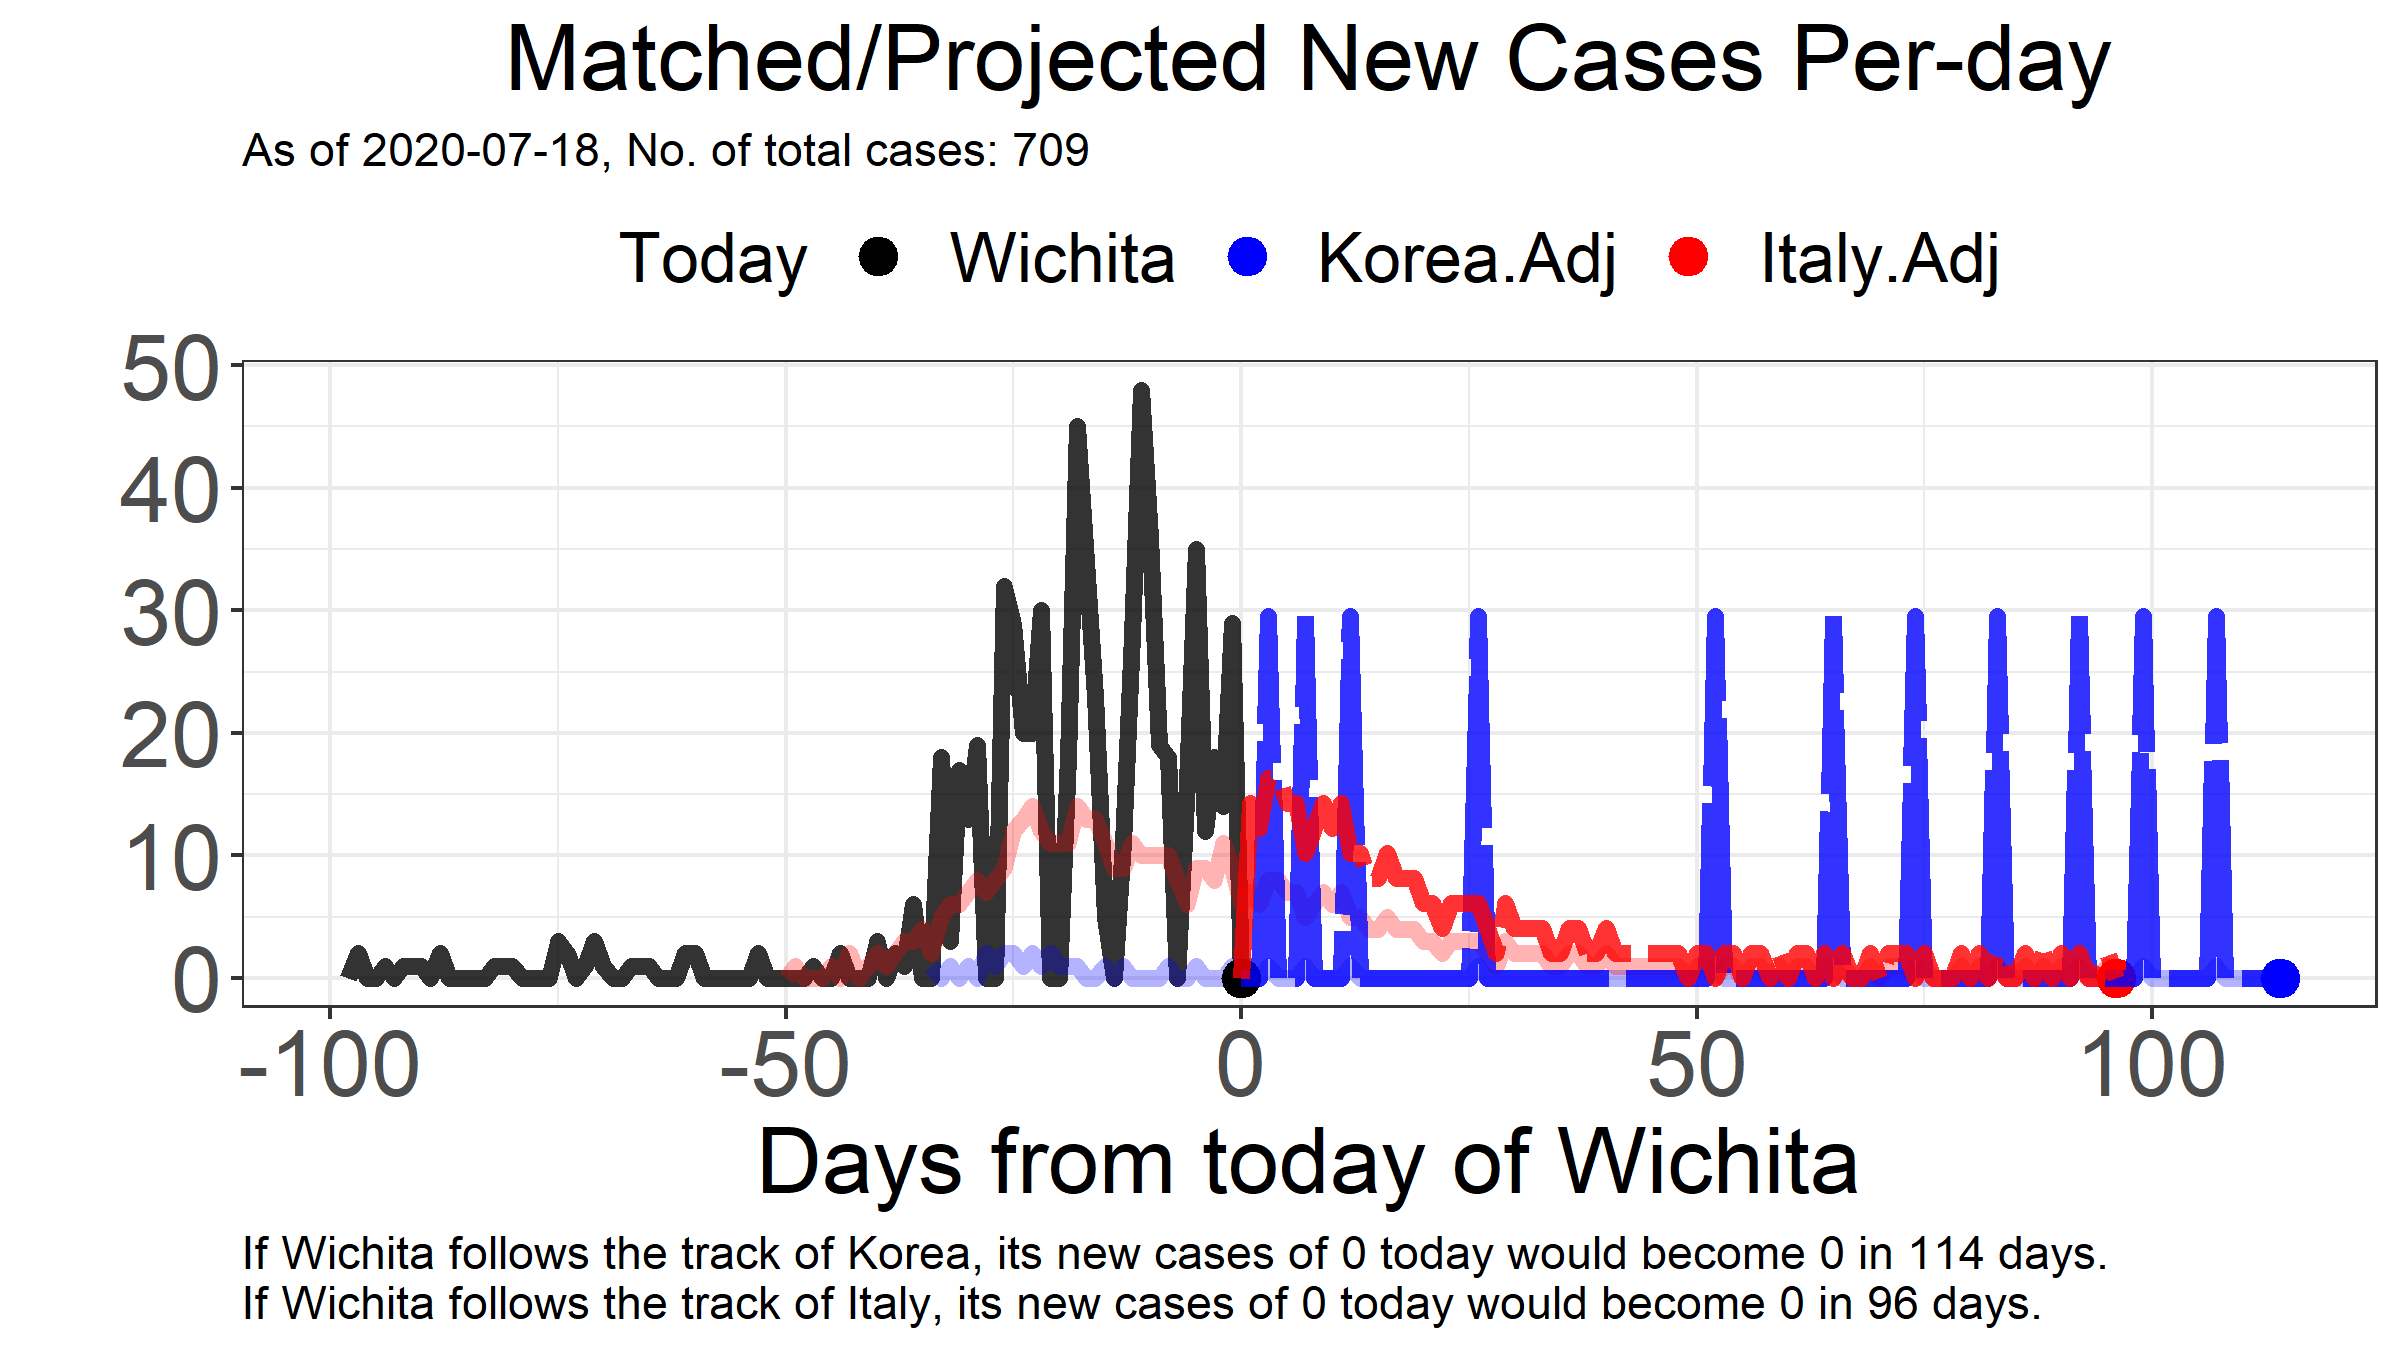 Matched/Projected New Cases Per-day
As of 2020-07-18, No. of total cases: 709
Today Wichita Korea.Adj Italy.Adj
50
40
30
20
10
0
-100 -50 0 50 100
Days from today of Wichita
If Wichita follows the track of Korea, its new cases of 0 today would become 0 in 114 days.
If Wichita follows the track of Italy, its new cases of 0 today would become 0 in 96 days.